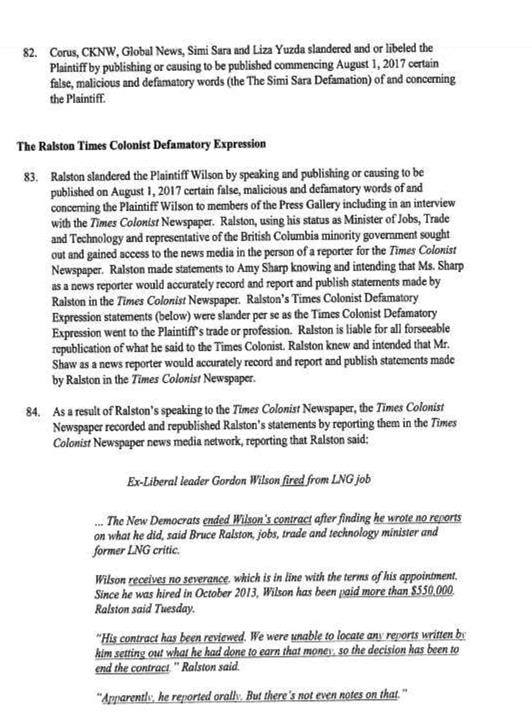 82. Corus, CKNW, Global News, Simi Sara and Liza Yuzda slandered and or libeled the
Plaintiff by publishing or causing to be published commencing August 1, 2017 certain
false, malicious and defamatory words (the The Simi Sara Defamation) of and concerning
the Plaintiff.
The Ralston Times Colonist Defamatory Expression
83. Ralston slandered the Plaintiff Wilson by speaking and publishing or causing to be
published on August 1, 2017 certain false, malicious and defamatory words of and
concerning the Plaintiff Wilson to members of the Press Gallery including in an interview
with the Times Colonist Newspaper. Ralston, using his status as Minister of Jobs, Trade
and Technology and representative of the British Columbia minority government sought
out and gained access to the news media in the person of a reporter for the Times Colonist
Newspaper. Ralston made statements to Amy Sharp knowing and intending that Ms. Sharp
as a news reporter would accurately record and report and publish statements made by
Ralston in the Times Colonist Newspaper. Ralston's Times Colonist Defamatory
Expression statements (below) were slander per se as the Times Colonist Defamatory
Expression went to the Plaintiff's trade or profession. Ralston is liable for all forseeable
republication of what he said to the Times Colonist. Ralston knew and intended that Mr.
Shaw as a news reporter would accurately record and report and publish statements made
by Ralston in the Times Colonist Newspaper.
84. As a result of Ralston's speaking to the Times Colonist Newspaper, the Times Colonist
Newspaper recorded and republished Ralston's statements by reporting them in the Times
Colonist Newspaper news media network, reporting that Ralston said:
Ex-Liberal leader Gordon Wilson fired from LNG job
... The New Democrats ended Wilson's contract after finding he wrote no reports
on what he did, said Bruce Ralston, jobs, trade and technology minister and
former LNG critic.
Wilson receives no severance, which is in line with the terms of his appointment.
Since he was hired in October 2013, Wilson has been paid more than $550,000,
Ralston said Tuesday.
"His contract has been reviewed. We were unable to locate any reports written by
him setting out what he had done to earn that money, so the decision has been to
end the contract," Ralston said.
"Apparently, he reported orally. But there's not even notes on that."